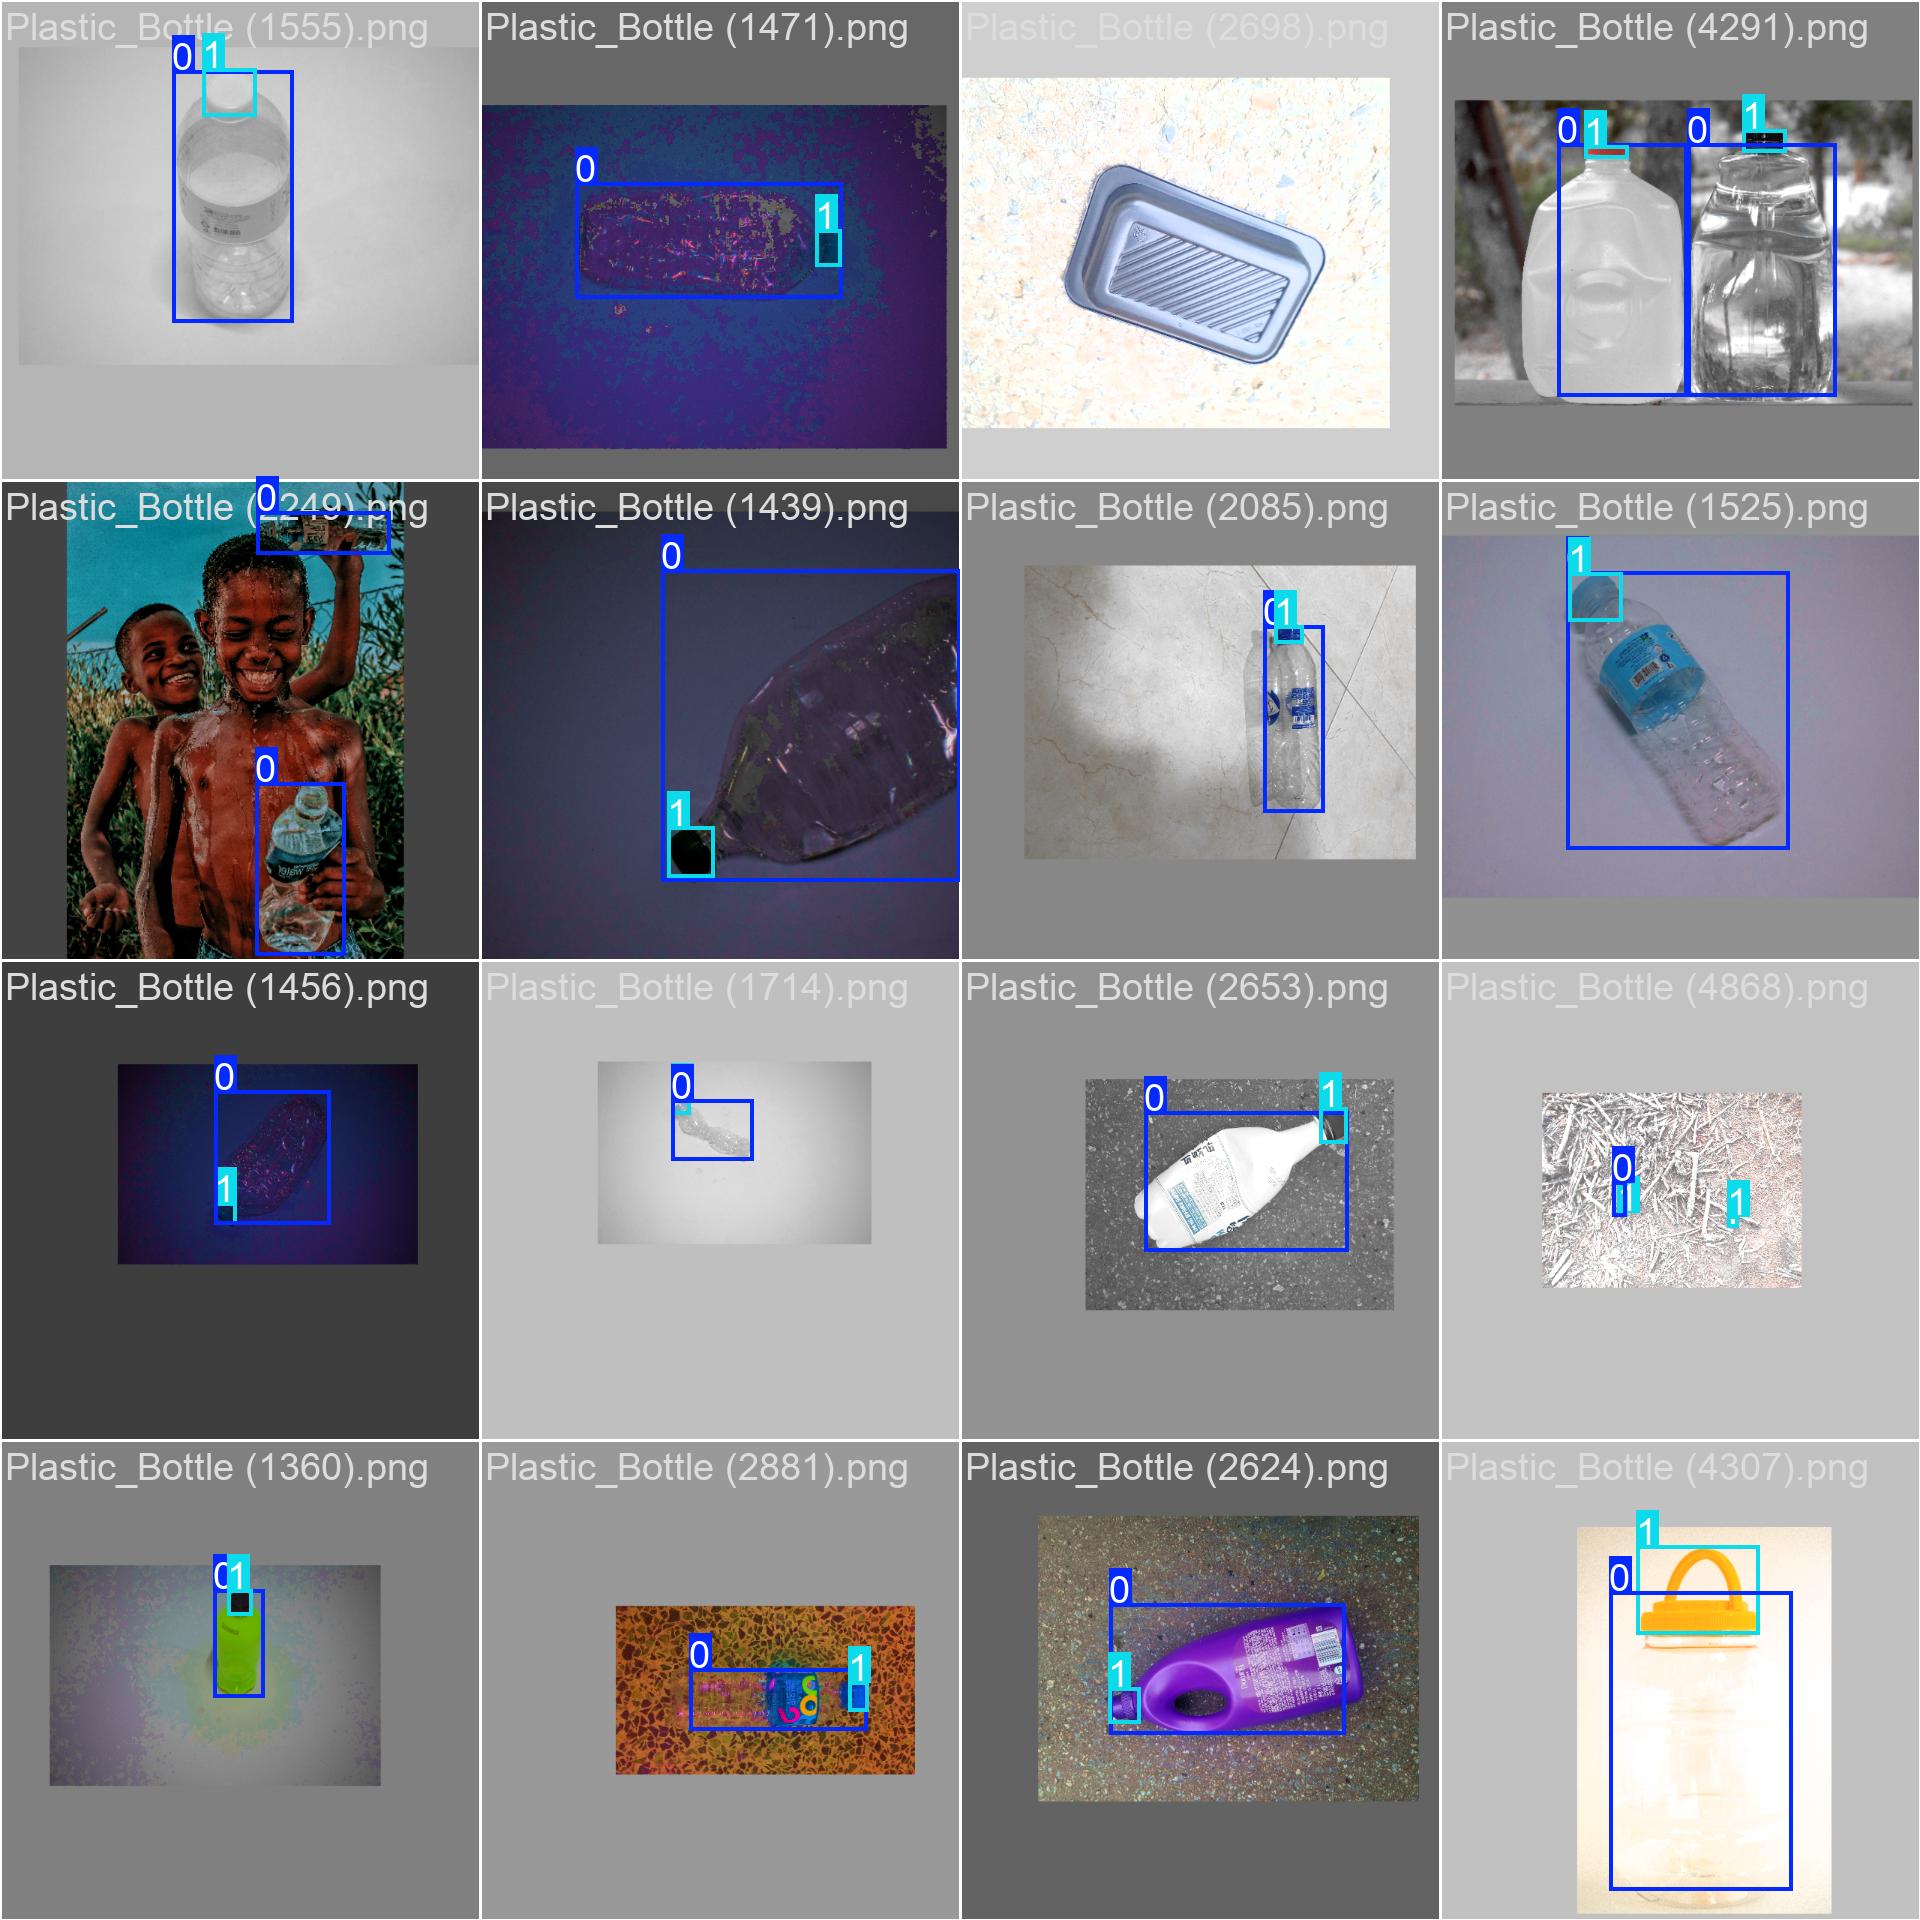 Plastic_Bottle (1555).png
0 1
Plastic_Bottle (1471).png
0
1
Plastic_Bottle (2698).png
Plastic_Bottle (4291).png
0 1 0 1
Plastic_Bottle (2249).png
0
0
Plastic_Bottle (1439).png
0
1
Plastic_Bottle (2085).png
0 1
Plastic_Bottle (1525).png
1
Plastic_Bottle (1456).png
0
1
Plastic_Bottle (1714).png
0
Plastic_Bottle (2653).png
0 1
Plastic_Bottle (4868).png
0
1
1
Plastic_Bottle (1360).png
0 1
Plastic_Bottle (2881).png
0 1
Plastic_Bottle (2624).png
0
1
Plastic_Bottle (4307).png
1
0